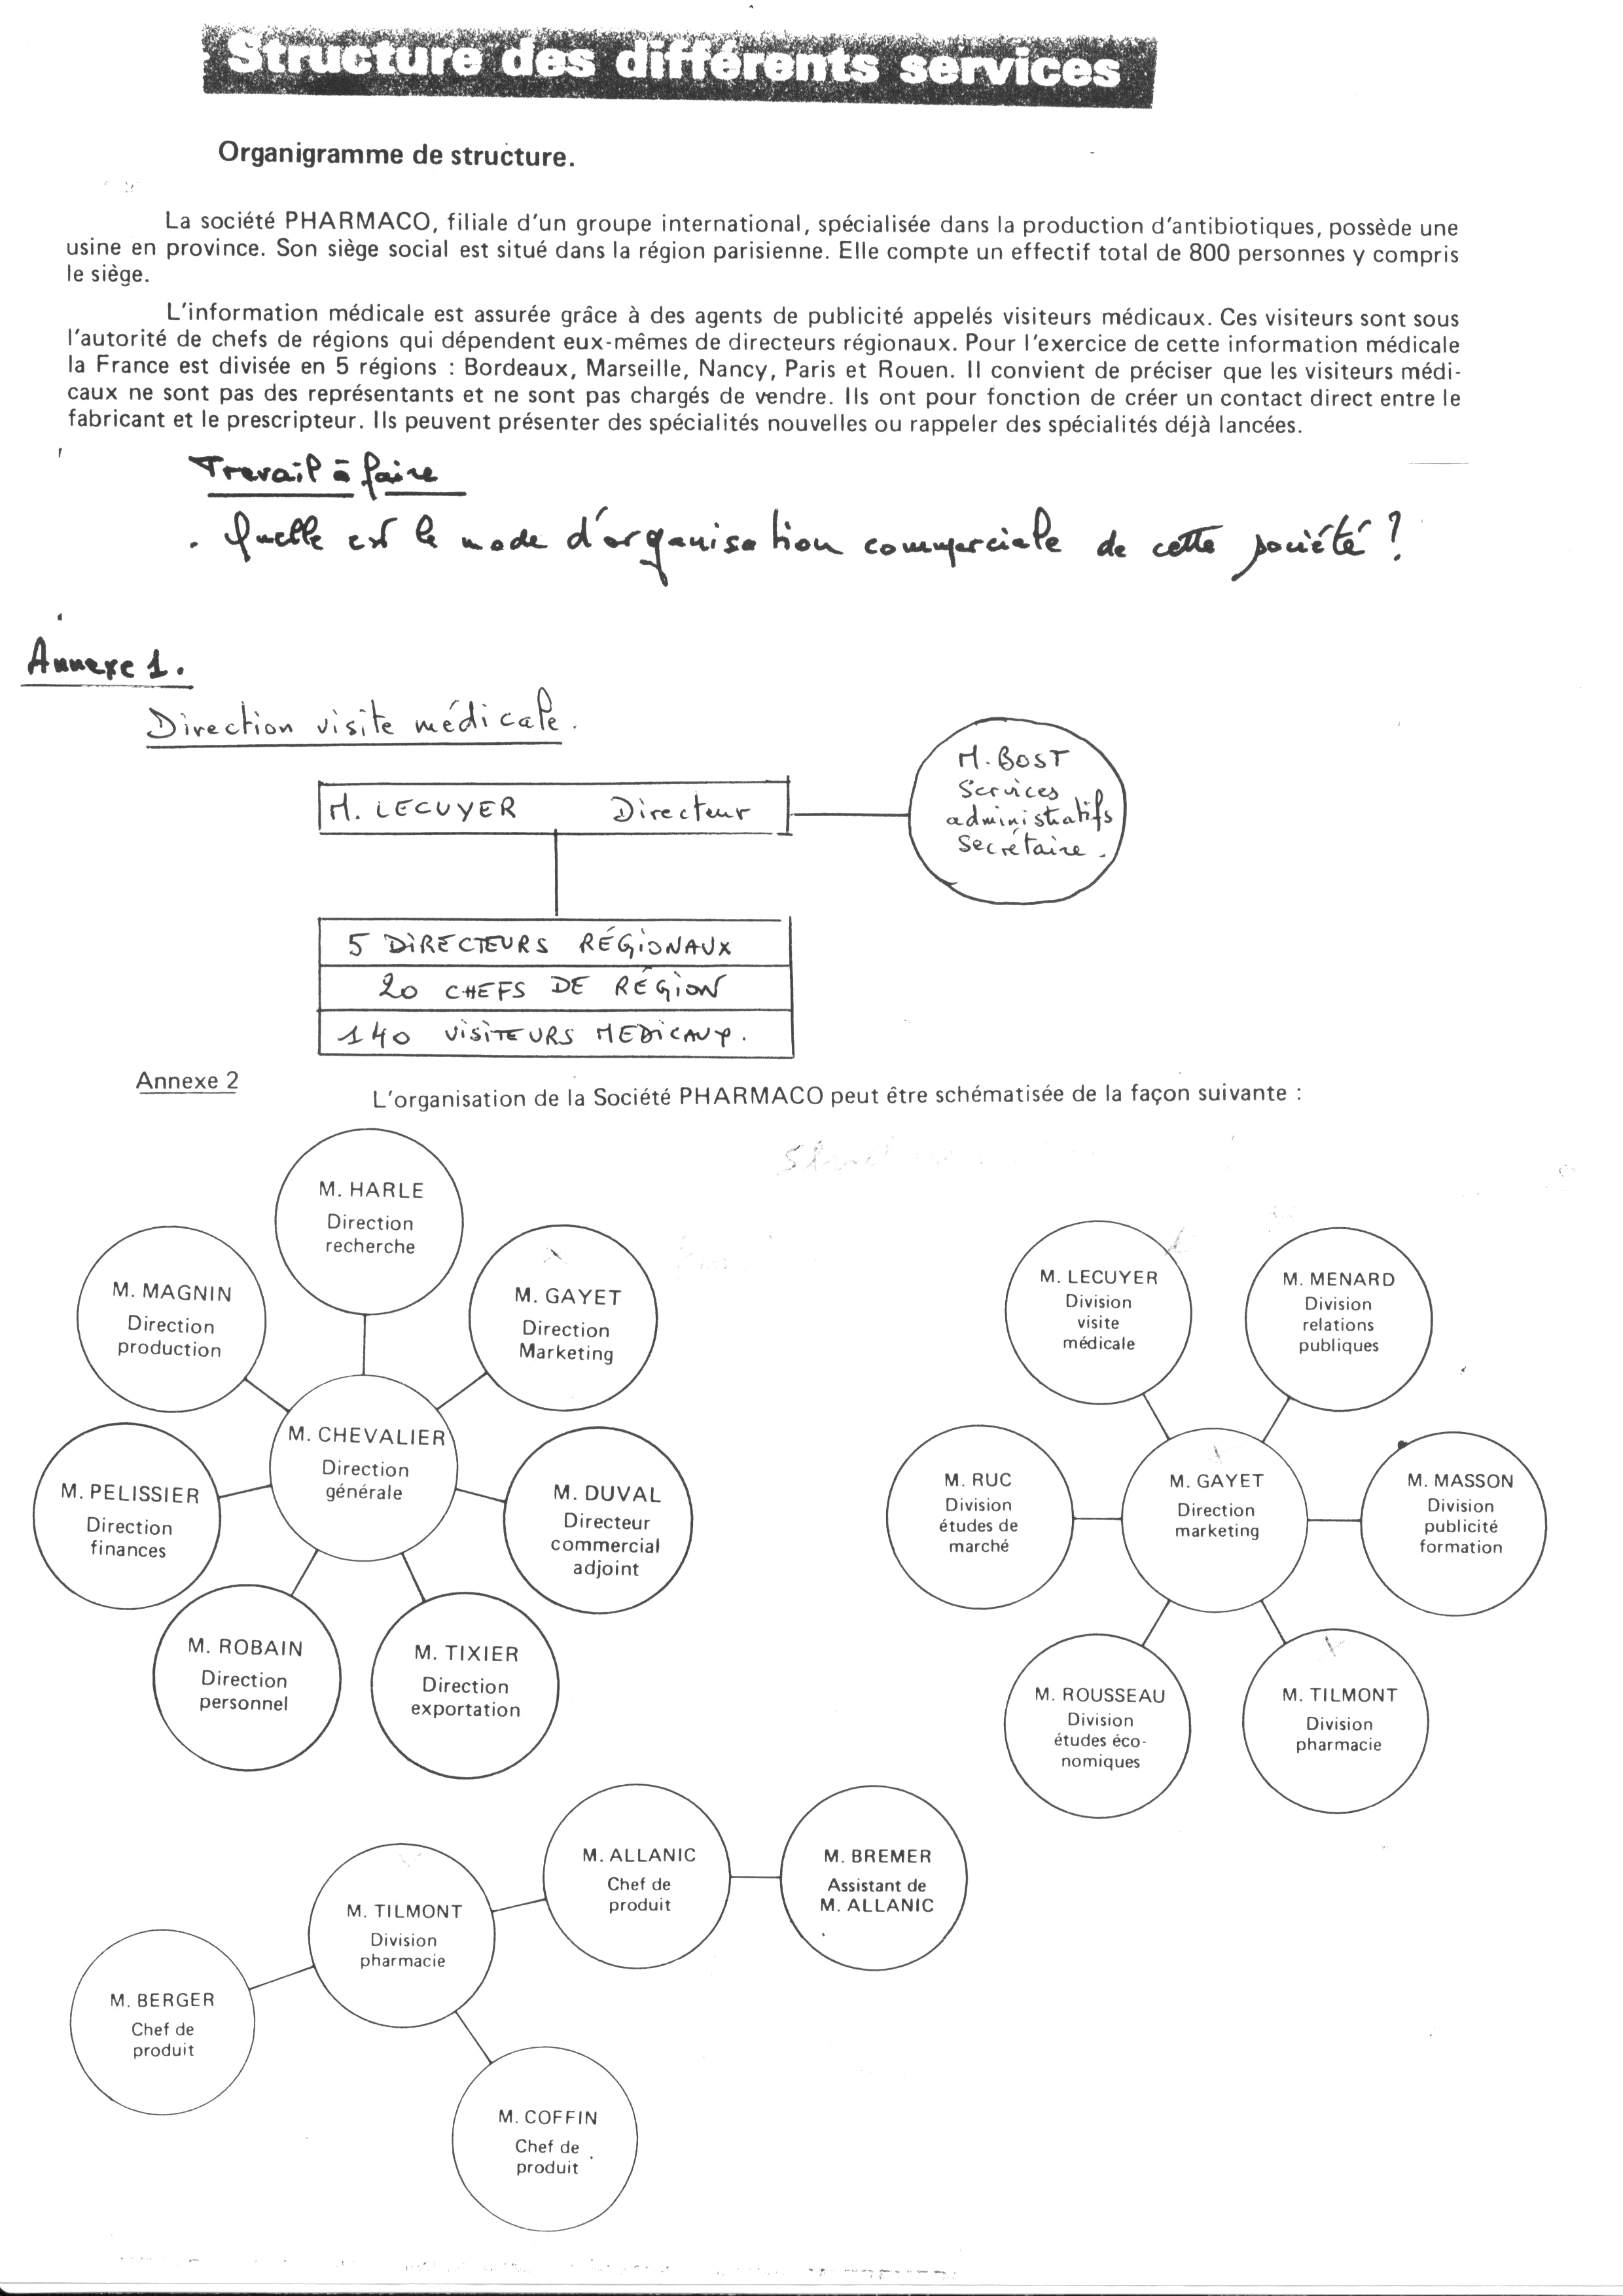 Structure des différents services
Organigramme de structure.
La société PHARMACO, filiale d'un groupe international, spécialisée dans la production d'antibiotiques, possède une
usine en province. Son siège social est situé dans la région parisienne. Elle compte un effectif total de 800 personnes y compris
le siège.
L'information médicale est assurée grâce à des agents de publicité appelés visiteurs médicaux. Ces visiteurs sont sous
l'autorité de chefs de régions qui dépendent eux-mêmes de directeurs régionaux. Pour l'exercice de cette information médicale
la France est divisée en 5 régions : Bordeaux, Marseille, Nancy, Paris et Rouen. Il convient de préciser que les visiteurs médi-
caux ne sont pas des représentants et ne sont pas chargés de vendre. Ils ont pour fonction de créer un contact direct entre le
fabricant et le prescripteur. Ils peuvent présenter des spécialités nouvelles ou rappeler des spécialités déjà lancées.
Travail à faire
. Quelle est le mode d'organisation commerciale de cette société ?
Annexe 1.
Direction visite médicale.
M. LECUYER Directeur
M. BOST
Services
administratifs
Secrétaire.
5 DIRECTEURS RÉGIONAUX
20 CHEFS DE RÉGION
140 VISITEURS MEDICAUX.
Annexe 2
L'organisation de la Société PHARMACO peut être schématisée de la façon suivante :
M. HARLE
Direction
recherche
M. MAGNIN
Direction
production
M. GAYET
Direction
Marketing
M. CHEVALIER
Direction
générale
M. PELISSIER
Direction
finances
M. DUVAL
Directeur
commercial
adjoint
M. ROBAIN
Direction
personnel
M. TIXIER
Direction
exportation
M. LECUYER
Division
visite
médicale
M. MENARD
Division
relations
publiques
M. RUC
Division
études de
marché
M. GAYET
Direction
marketing
M. MASSON
Division
publicité
formation
M. ROUSSEAU
Division
études éco-
nomiques
M. TILMONT
Division
pharmacie
M. ALLANIC
Chef de
produit
M. BREMER
Assistant de
M. ALLANIC
M. TILMONT
Division
pharmacie
M. BERGER
Chef de
produit
M. COFFIN
Chef de
produit